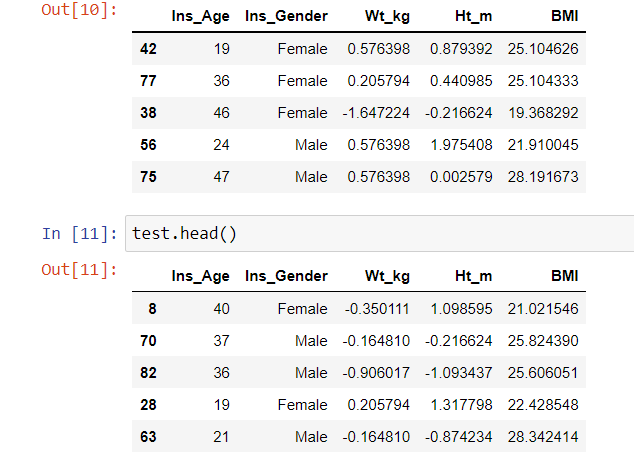 Out[10]:
Ins_Age Ins_Gender Wt_kg Ht_m BMI
42 19 Female 0.576398 0.879392 25.104626
77 36 Female 0.205794 0.440985 25.104333
38 46 Female -1.647224 -0.216624 19.368292
56 24 Male 0.576398 1.975408 21.910045
75 47 Male 0.576398 0.002579 28.191673
In [11]: test.head()
Out[11]:
Ins_Age Ins_Gender Wt_kg Ht_m BMI
8 40 Female -0.350111 1.098595 21.021546
70 37 Male -0.164810 -0.216624 25.824390
82 36 Male -0.906017 -1.093437 25.606051
28 19 Female 0.205794 1.317798 22.428548
63 21 Male -0.164810 -0.874234 28.342414